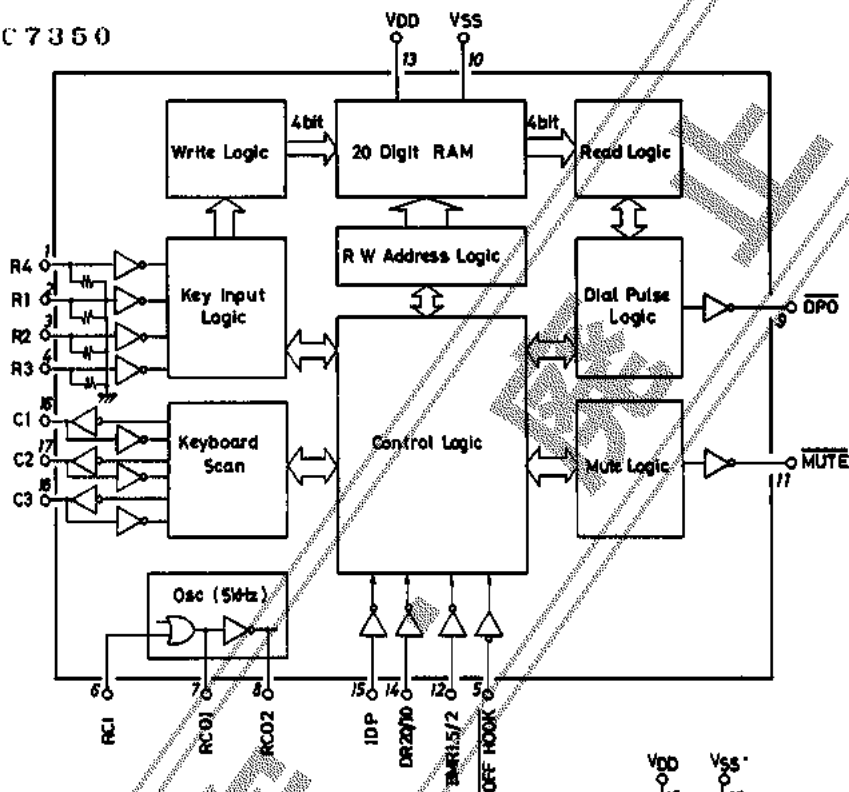 C7350
VDD VSS
13 10
Write Logic
4bit
20 Digit RAM
4bit
Read Logic
R4 1
R1 2
R2 3
R3 4
Key Input
Logic
R W Address Logic
Dial Pulse
Logic
DPO
9
C1 16
C2 17
C3
Keyboard
Scan
Control Logic
Mute Logic
MUTE
11
Osc (5kHz)
6 7 8 15 14 12 5
RCI
RCO1
RCO2
IDP
DR20/10
BMR1.5/2
OFF HOOK
VDD VSS